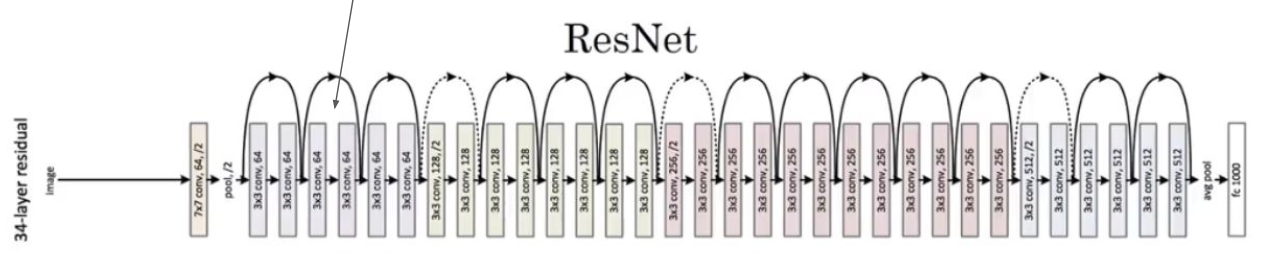 ResNet
34-layer residual
image
7x7 conv, 64, /2
pool, /2
3x3 conv, 64
3x3 conv, 64
3x3 conv, 64
3x3 conv, 64
3x3 conv, 64
3x3 conv, 64
3x3 conv, 128, /2
3x3 conv, 128
3x3 conv, 128
3x3 conv, 128
3x3 conv, 128
3x3 conv, 128
3x3 conv, 128
3x3 conv, 128
3x3 conv, 256, /2
3x3 conv, 256
3x3 conv, 256
3x3 conv, 256
3x3 conv, 256
3x3 conv, 256
3x3 conv, 256
3x3 conv, 256
3x3 conv, 256
3x3 conv, 256
3x3 conv, 256
3x3 conv, 256
3x3 conv, 512, /2
3x3 conv, 512
3x3 conv, 512
3x3 conv, 512
3x3 conv, 512
3x3 conv, 512
avg pool
fc 1000